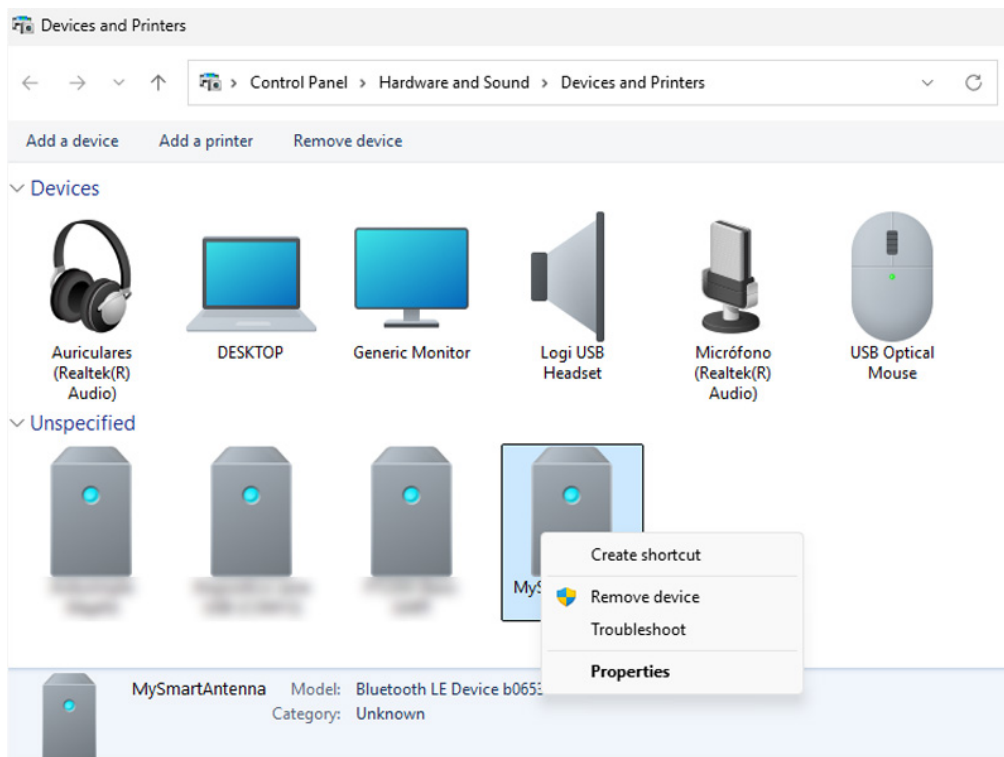 Devices and Printers
Control Panel > Hardware and Sound > Devices and Printers
Add a device Add a printer Remove device
Devices
Auriculares
(Realtek(R)
Audio)
DESKTOP
Generic Monitor
Logi USB
Headset
Micrófono
(Realtek(R)
Audio)
USB Optical
Mouse
Unspecified
Create shortcut
Remove device
Troubleshoot
Properties
MySmartAntenna Model: Bluetooth LE Device b0653
Category: Unknown